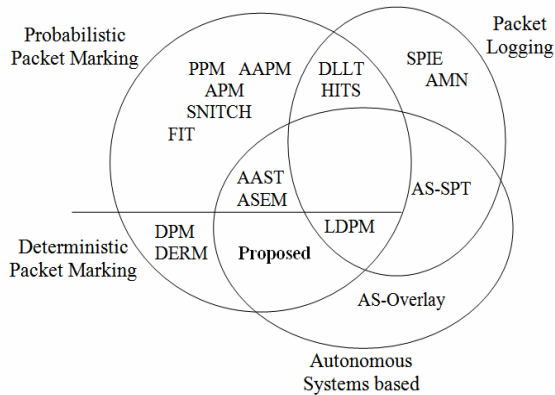 Probabilistic
Packet Marking
Packet
Logging
PPM AAPM
APM
SNITCH
FIT
DLLT
HITS
SPIE
AMN
AAST
ASEM
AS-SPT
Deterministic
Packet Marking
DPM
DERM
Proposed
LDPM
AS-Overlay
Autonomous
Systems based